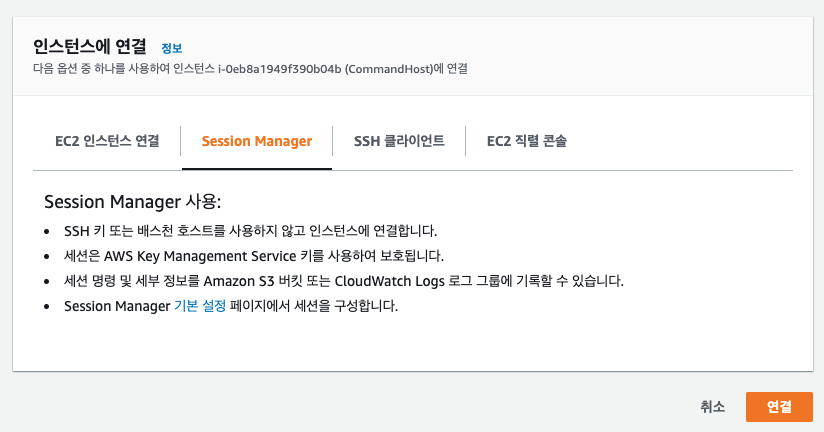 인스턴스에 연결 정보
다음 옵션 중 하나를 사용하여 인스턴스 i-0eb8a1949f390b04b (CommandHost)에 연결
EC2 인스턴스 연결
Session Manager
SSH 클라이언트
EC2 직렬 콘솔
Session Manager 사용:
• SSH 키 또는 배스천 호스트를 사용하지 않고 인스턴스에 연결합니다.
• 세션은 AWS Key Management Service 키를 사용하여 보호됩니다.
• 세션 명령 및 세부 정보를 Amazon S3 버킷 또는 CloudWatch Logs 로그 그룹에 기록할 수 있습니다.
• Session Manager 기본 설정 페이지에서 세션을 구성합니다.
취소
연결